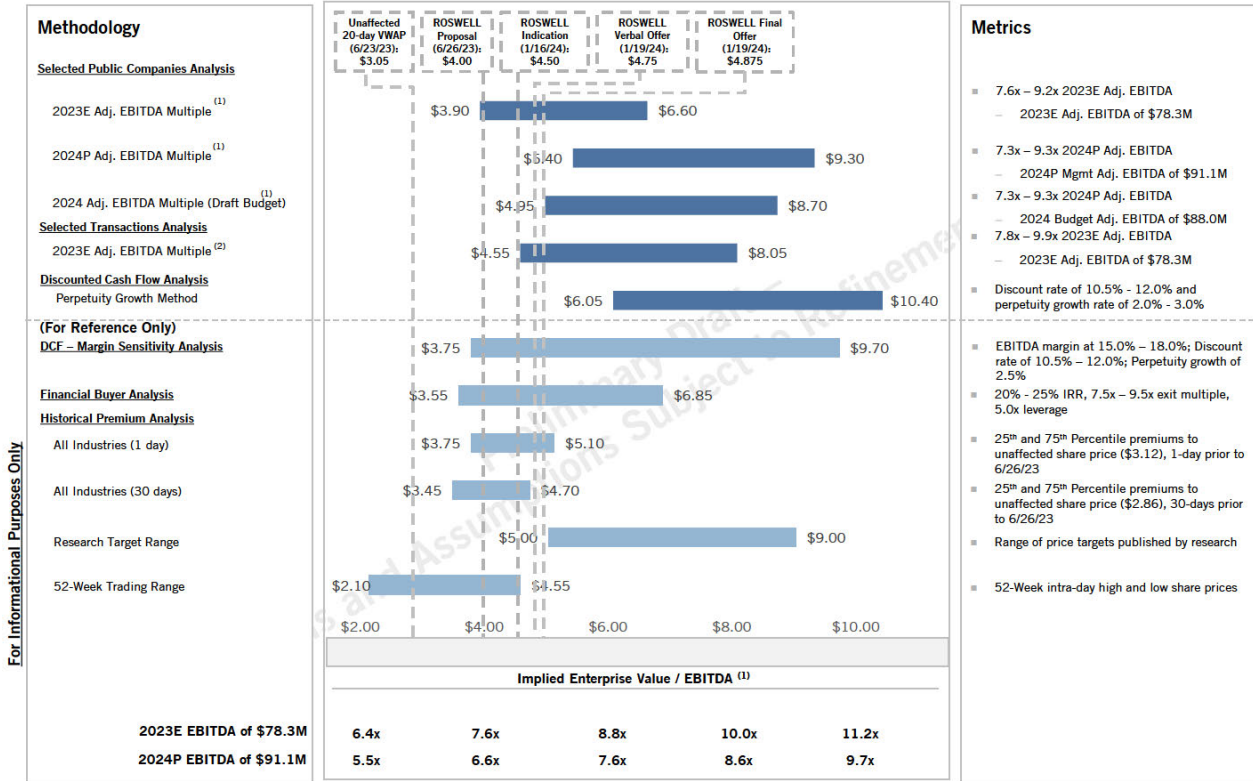 Methodology
Selected Public Companies Analysis
2023E Adj. EBITDA Multiple (1)
2024P Adj. EBITDA Multiple (1)
2024 Adj. EBITDA Multiple (Draft Budget) (1)
Selected Transactions Analysis
2023E Adj. EBITDA Multiple (2)
Discounted Cash Flow Analysis
Perpetuity Growth Method
(For Reference Only)
DCF – Margin Sensitivity Analysis
Financial Buyer Analysis
Historical Premium Analysis
All Industries (1 day)
All Industries (30 days)
Research Target Range
52-Week Trading Range
For Informational Purposes Only
Unaffected
20-day VWAP
(6/23/23):
$3.05
ROSWELL
Proposal
(6/26/23):
$4.00
ROSWELL
Indication
(1/16/24):
$4.50
ROSWELL
Verbal Offer
(1/19/24):
$4.75
ROSWELL Final
Offer
(1/19/24):
$4.875
$3.90 $6.60
$5.40 $9.30
$4.95 $8.70
$4.55 $8.05
$6.05 $10.40
$3.75 $9.70
$3.55 $6.85
$3.75 $5.10
$3.45 $4.70
$5.00 $9.00
$2.10 $4.55
$2.00 $4.00 $6.00 $8.00 $10.00
Preliminary Draft –
ns and Assumptions Subject to Refinemen
Implied Enterprise Value / EBITDA (1)
2023E EBITDA of $78.3M 6.4x 7.6x 8.8x 10.0x 11.2x
2024P EBITDA of $91.1M 5.5x 6.6x 7.6x 8.6x 9.7x
Metrics
7.6x – 9.2x 2023E Adj. EBITDA
– 2023E Adj. EBITDA of $78.3M
7.3x – 9.3x 2024P Adj. EBITDA
– 2024P Mgmt Adj. EBITDA of $91.1M
7.3x – 9.3x 2024P Adj. EBITDA
– 2024 Budget Adj. EBITDA of $88.0M
7.8x – 9.9x 2023E Adj. EBITDA
– 2023E Adj. EBITDA of $78.3M
Discount rate of 10.5% - 12.0% and
perpetuity growth rate of 2.0% - 3.0%
EBITDA margin at 15.0% – 18.0%; Discount
rate of 10.5% – 12.0%; Perpetuity growth of
2.5%
20% - 25% IRR, 7.5x – 9.5x exit multiple,
5.0x leverage
25th and 75th Percentile premiums to
unaffected share price ($3.12), 1-day prior to
6/26/23
25th and 75th Percentile premiums to
unaffected share price ($2.86), 30-days prior
to 6/26/23
Range of price targets published by research
52-Week intra-day high and low share prices